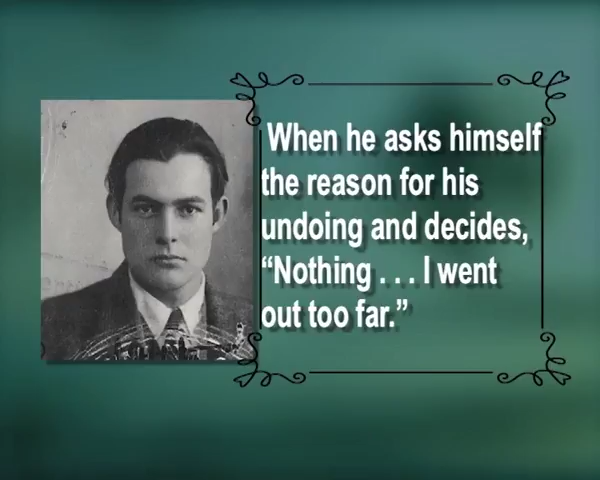 When he asks himself
the reason for his
undoing and decides,
“Nothing . . . I went
out too far.”